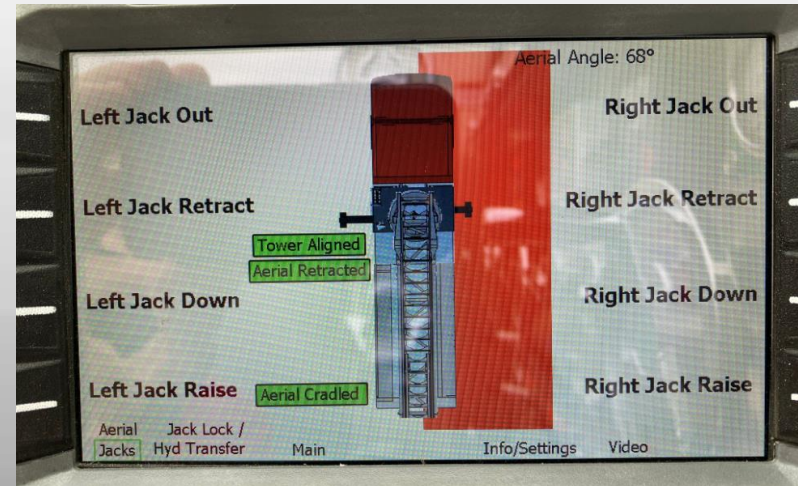 Aerial Angle: 68°
Left Jack Out
Right Jack Out
Left Jack Retract
Right Jack Retract
Tower Aligned
Aerial Retracted
Left Jack Down
Right Jack Down
Left Jack Raise
Aerial Cradled
Right Jack Raise
Aerial
Jacks
Jack Lock /
Hyd Transfer
Main
Info/Settings
Video